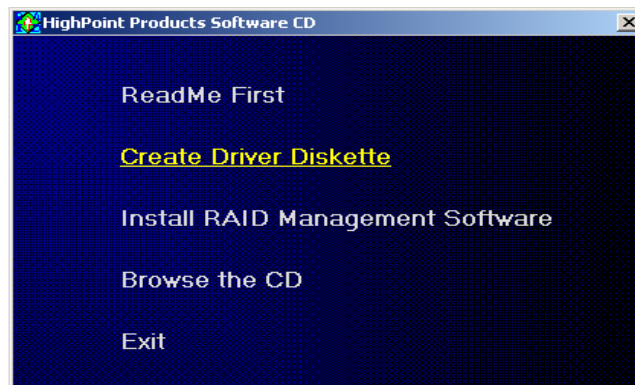 HighPoint Products Software CD
ReadMe First
Create Driver Diskette
Install RAID Management Software
Browse the CD
Exit